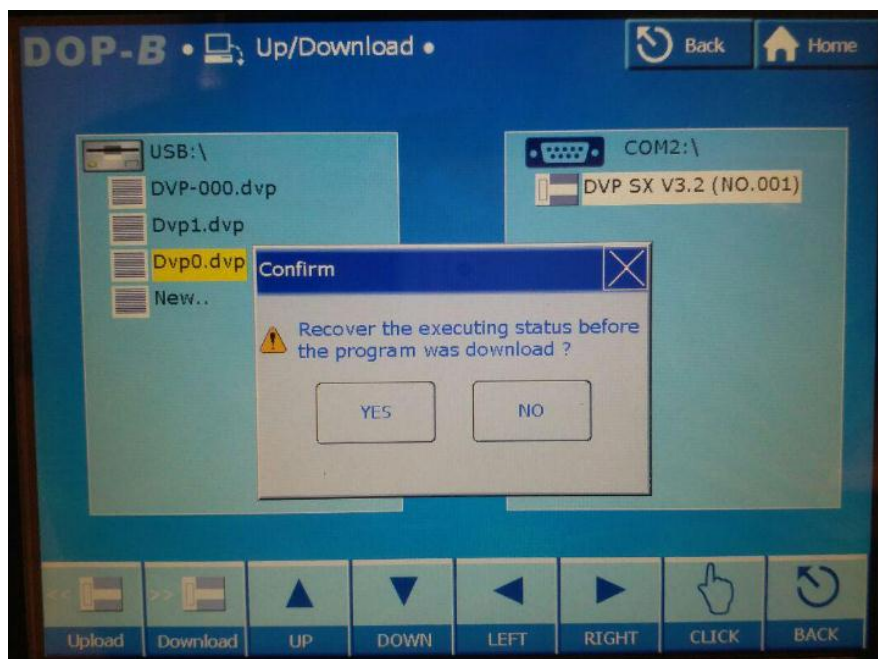 DOP-B • Up/Download •
Back
Home
USB:\
DVP-000.dvp
Dvp1.dvp
Dvp0.dvp
New..
COM2:\
DVP SX V3.2 (NO.001)
Confirm
Recover the executing status before
the program was download ?
YES
NO
<< Upload
>> Download
UP
DOWN
LEFT
RIGHT
CLICK
BACK